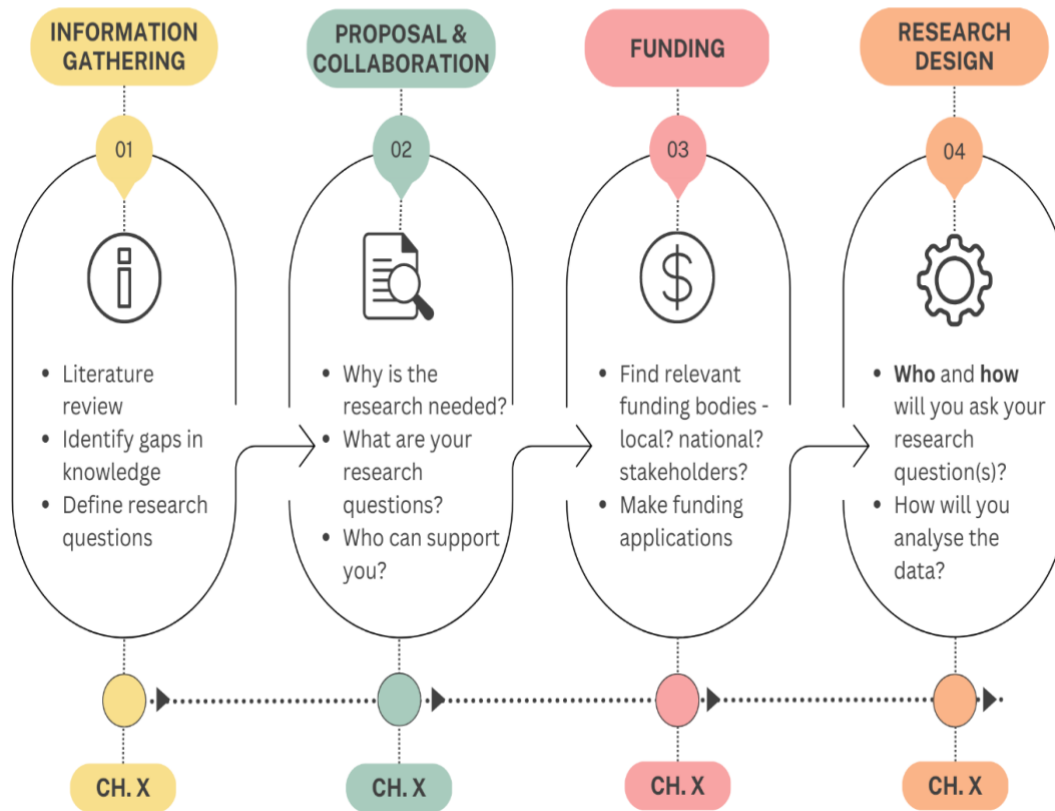 INFORMATION
GATHERING
01
• Literature
review
• Identify gaps in
knowledge
• Define research
questions
CH. X
PROPOSAL &
COLLABORATION
02
• Why is the
research needed?
• What are your
research
questions?
• Who can support
you?
CH. X
FUNDING
03
$
• Find relevant
funding bodies -
local? national?
stakeholders?
• Make funding
applications
CH. X
RESEARCH
DESIGN
04
• Who and how
will you ask your
research
question(s)?
• How will you
analyse the
data?
CH. X